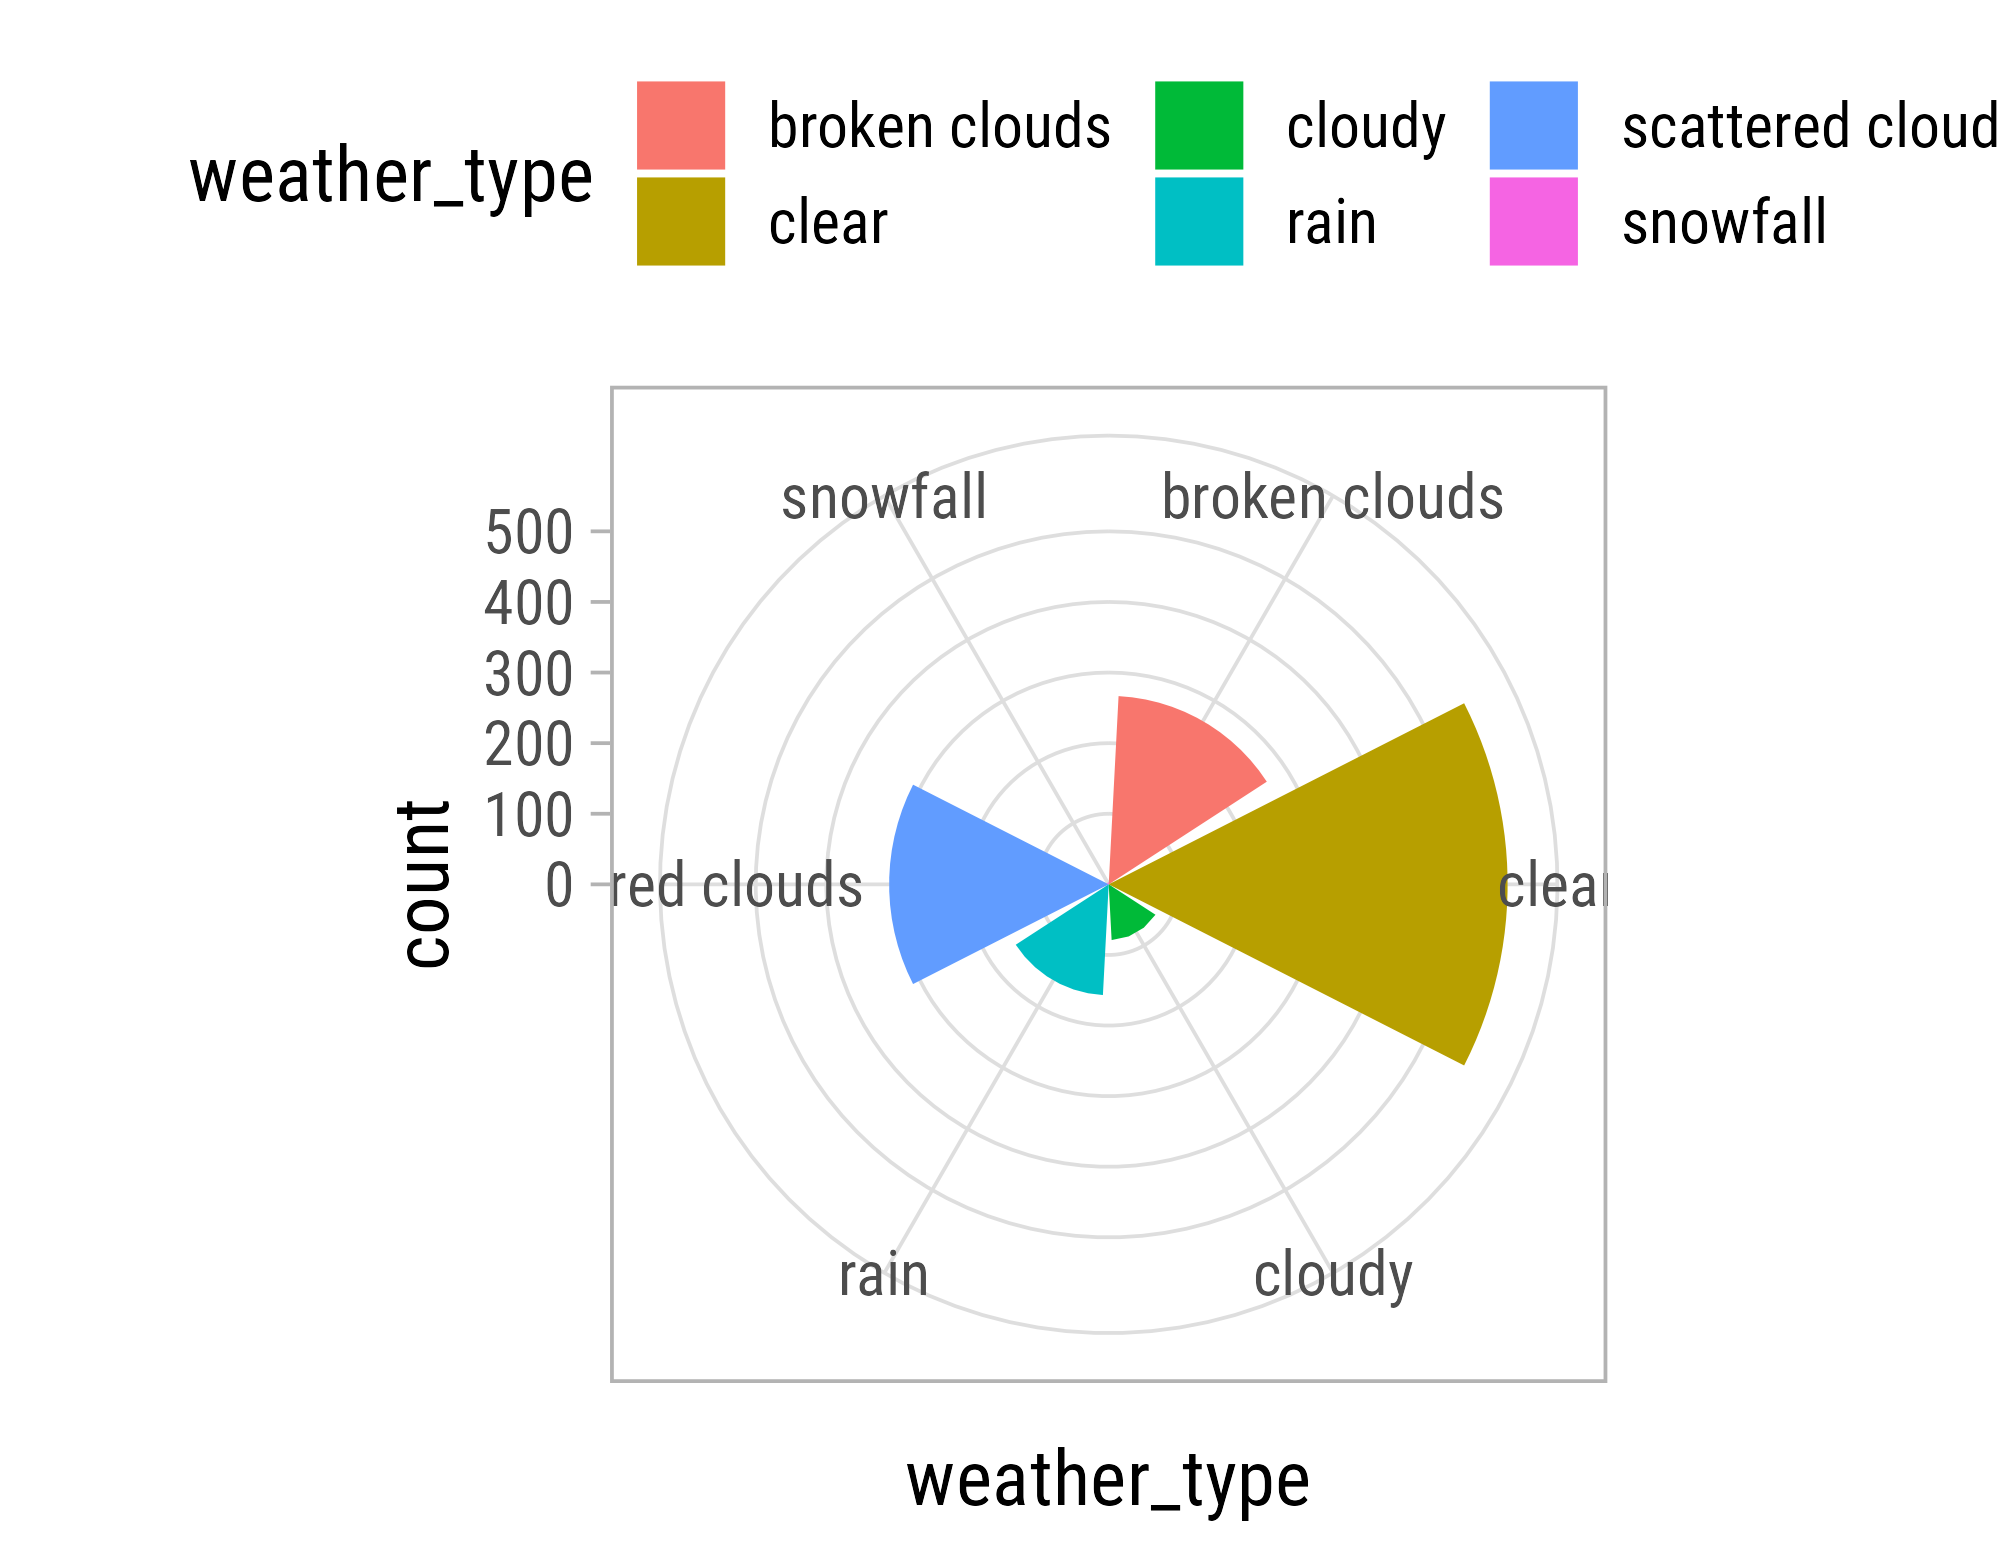 weather_type
broken clouds cloudy scattered cloud
clear rain snowfall
snowfall broken clouds
500
400
300
200
100
0
count
red clouds clear
rain cloudy
weather_type